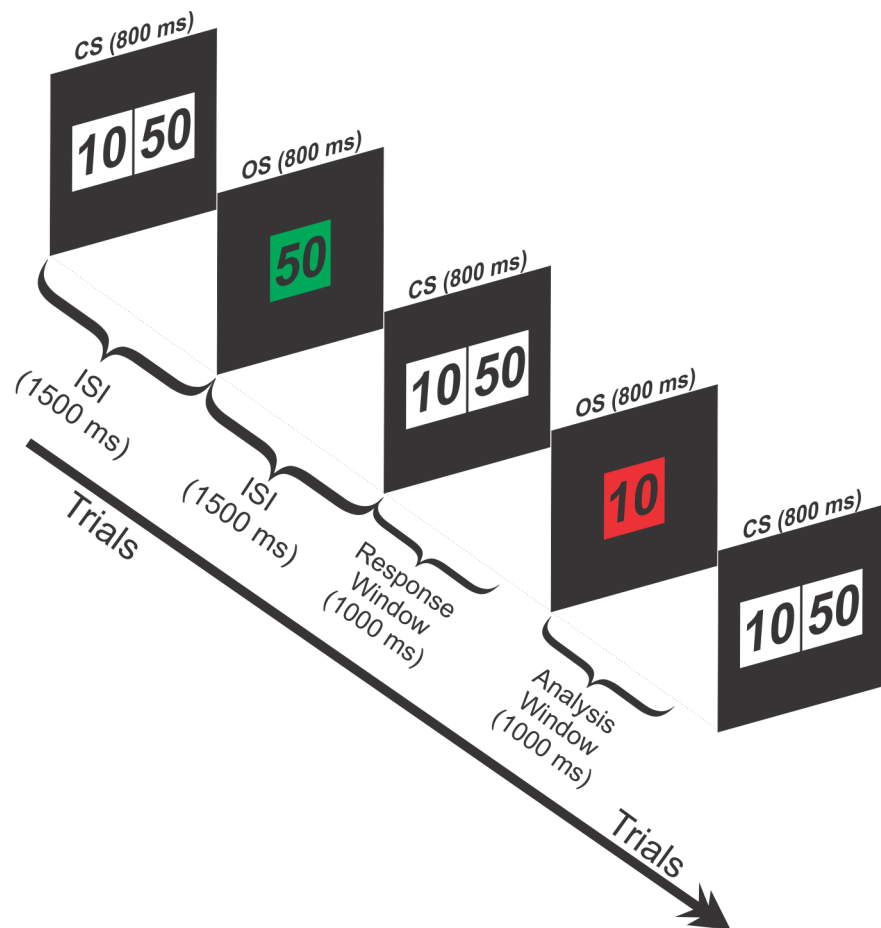 CS (800 ms)
10 50
OS (800 ms)
50
CS (800 ms)
10 50
OS (800 ms)
10
CS (800 ms)
10 50
ISI
(1500 ms)
ISI
(1500 ms)
Response
Window
(1000 ms)
Analysis
Window
(1000 ms)
Trials
Trials